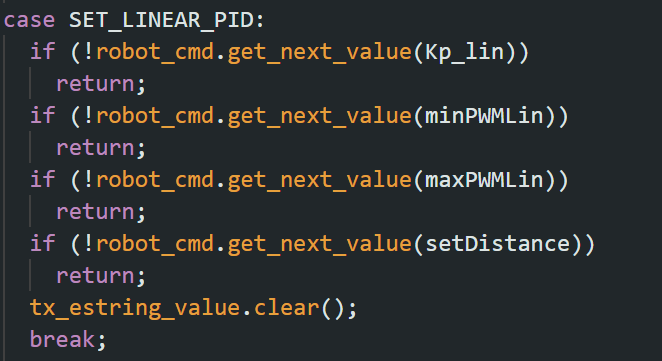 case SET_LINEAR_PID:
if (!robot_cmd.get_next_value(Kp_lin))
return;
if (!robot_cmd.get_next_value(minPWMLin))
return;
if (!robot_cmd.get_next_value(maxPWMLin))
return;
if (!robot_cmd.get_next_value(setDistance))
return;
tx_estring_value.clear();
break;